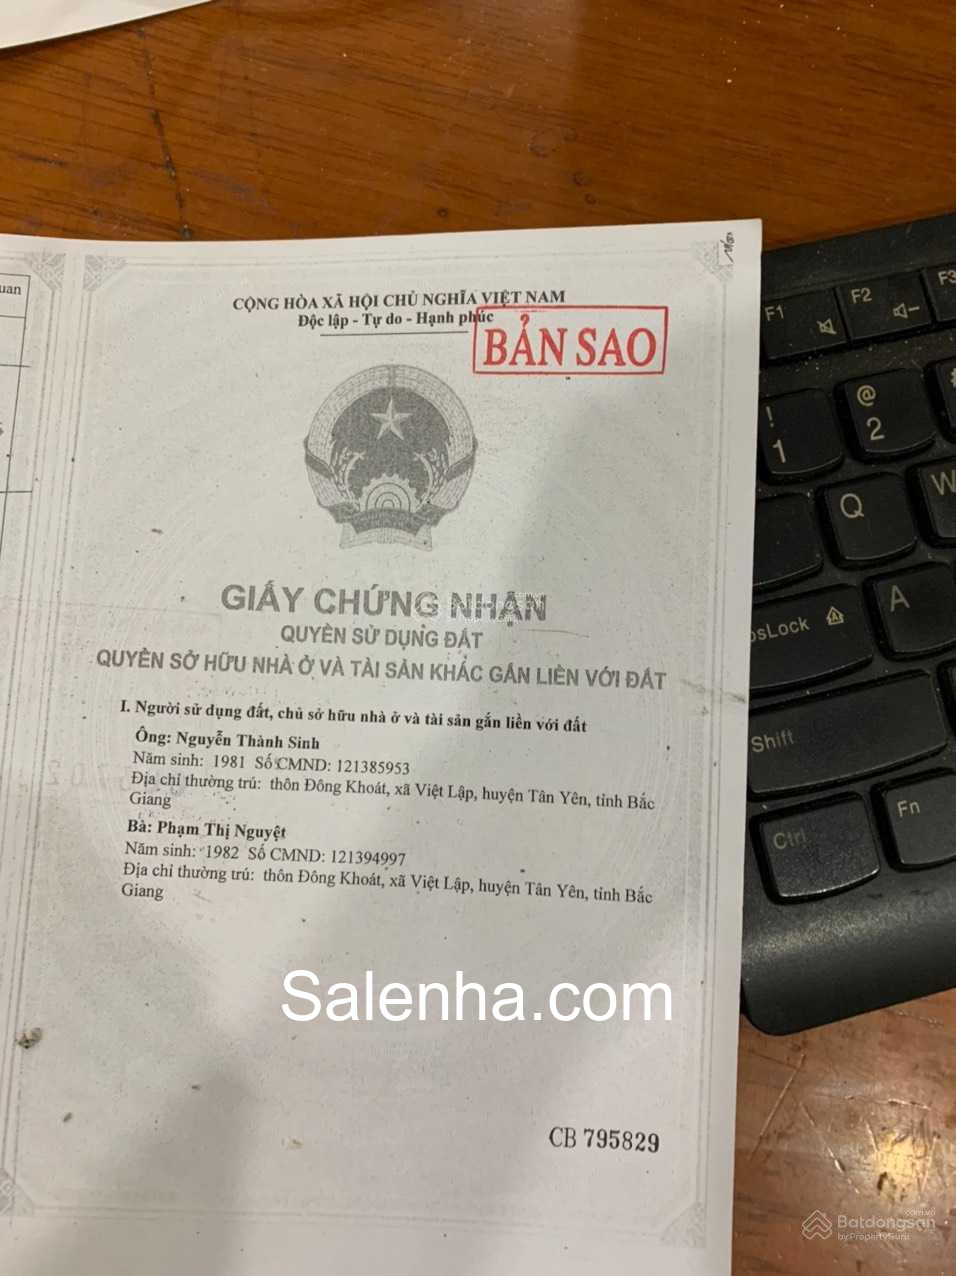 uan
CỘNG HÒA XÃ HỘI CHỦ NGHĨA VIỆT NAM
Độc lập - Tự do - Hạnh phúc
BẢN SAO
GIẤY CHỨNG NHẬN
QUYỀN SỬ DỤNG ĐẤT
QUYỀN SỞ HỮU NHÀ Ở VÀ TÀI SẢN KHÁC GẮN LIỀN VỚI ĐẤT
I. Người sử dụng đất, chủ sở hữu nhà ở và tài sản gắn liền với đất
Ông: Nguyễn Thành Sinh
Năm sinh: 1981 Số CMND: 121385953
Địa chỉ thường trú: thôn Đông Khoát, xã Việt Lập, huyện Tân Yên, tỉnh Bắc
Giang
Bà: Phạm Thị Nguyệt
Năm sinh: 1982 Số CMND: 121394997
Địa chỉ thường trú: thôn Đông Khoát, xã Việt Lập, huyện Tân Yên, tỉnh Bắc
Giang
Salenha.com
CB 795829
F1
F2
F3
!
1
@
2
Q
W
osLock
A
A
Shift
Ctrl
Fn
Batdongsan
.com.vn
by PropertyGuru